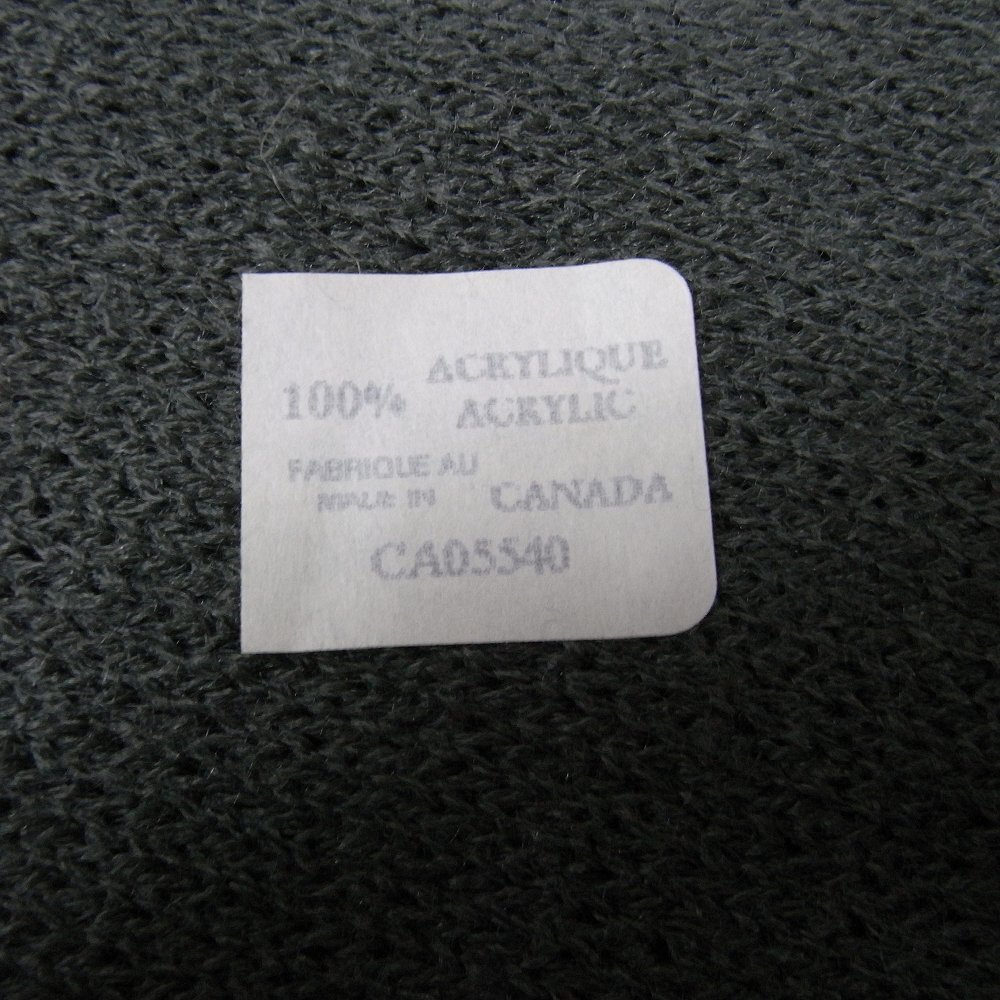 100% ACRYLIQUE
ACRYLIC
FABRIQUE AU
MADE IN CANADA
CA05540